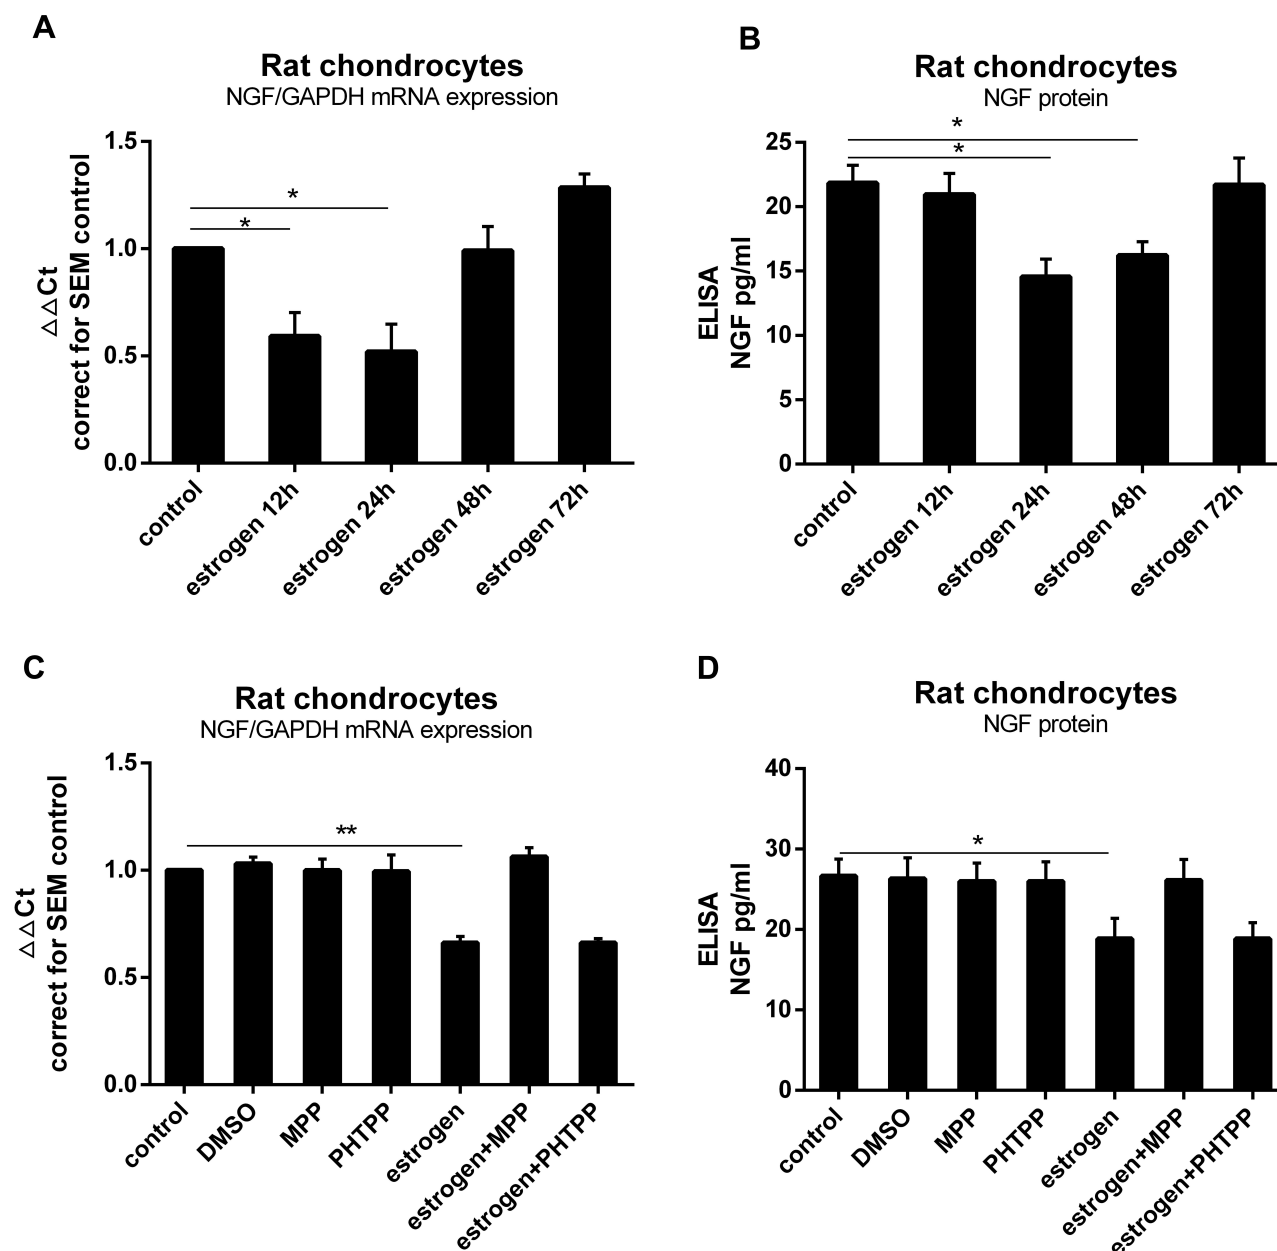 A
Rat chondrocytes
NGF/GAPDH mRNA expression
△△Ct
correct for SEM control
1.5
1.0
0.5
0.0
*
*
control
estrogen 12h
estrogen 24h
estrogen 48h
estrogen 72h
B
Rat chondrocytes
NGF protein
ELISA
NGF pg/ml
25
20
15
10
5
0
*
*
control
estrogen 12h
estrogen 24h
estrogen 48h
estrogen 72h
C
Rat chondrocytes
NGF/GAPDH mRNA expression
△△Ct
correct for SEM control
1.5
1.0
0.5
0.0
**
control
DMSO
MPP
PHTPP
estrogen
estrogen+MPP
estrogen+PHTPP
D
Rat chondrocytes
NGF protein
ELISA
NGF pg/ml
40
30
20
10
0
*
control
DMSO
MPP
PHTPP
estrogen
estrogen+MPP
estrogen+PHTPP